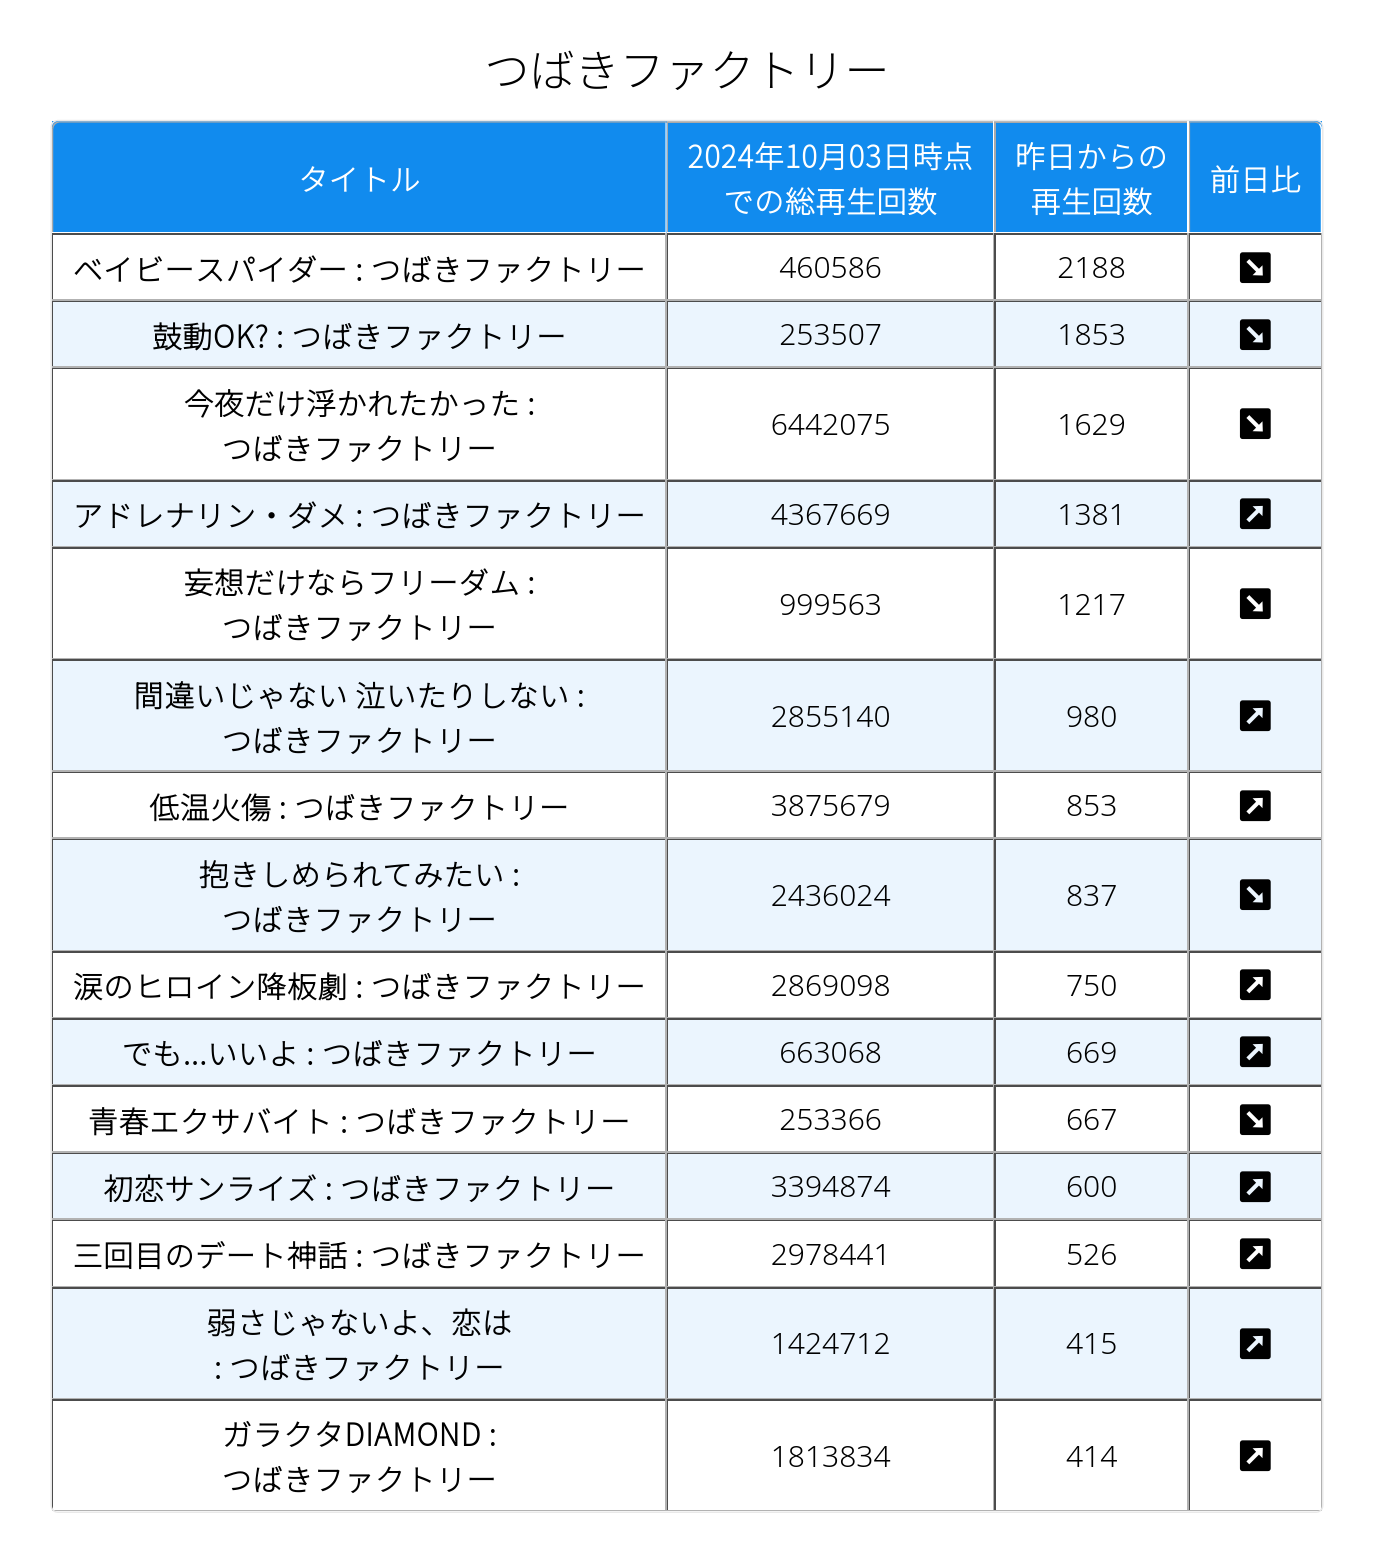 つばきファクトリー
タイトル
2024年10月03日時点
での総再生回数
昨日からの
再生回数
前日比
ベイビースパイダー : つばきファクトリー
460586
2188
鼓動OK? : つばきファクトリー
253507
1853
今夜だけ浮かれたかった :
つばきファクトリー
6442075
1629
アドレナリン・ダメ : つばきファクトリー
4367669
1381
妄想だけならフリーダム :
つばきファクトリー
999563
1217
間違いじゃない 泣いたりしない :
つばきファクトリー
2855140
980
低温火傷 : つばきファクトリー
3875679
853
抱きしめられてみたい :
つばきファクトリー
2436024
837
涙のヒロイン降板劇 : つばきファクトリー
2869098
750
でも...いいよ : つばきファクトリー
663068
669
青春エクサバイト : つばきファクトリー
253366
667
初恋サンライズ : つばきファクトリー
3394874
600
三回目のデート神話 : つばきファクトリー
2978441
526
弱さじゃないよ、恋は
: つばきファクトリー
1424712
415
ガラクタDIAMOND :
つばきファクトリー
1813834
414